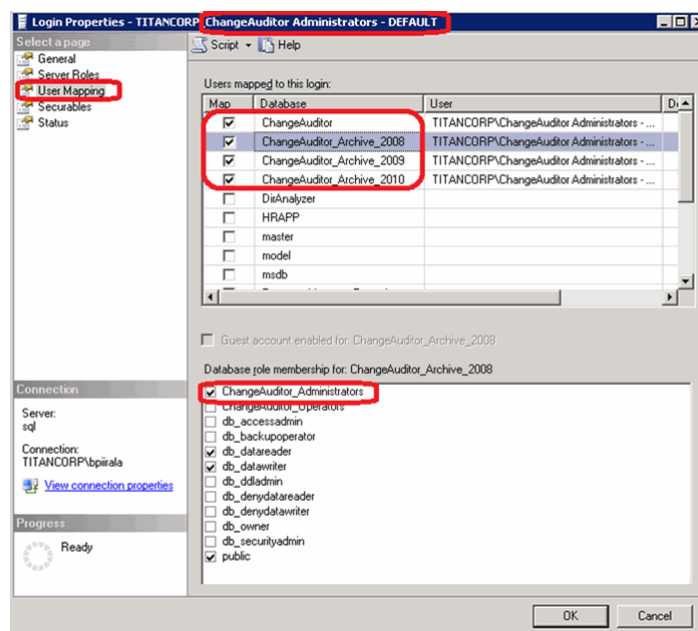 Login Properties - TITANCORP\ChangeAuditor Administrators - DEFAULT
Select a page
General
Server Roles
User Mapping
Securables
Status
Script
Help
Users mapped to this login:
Map Database User
ChangeAuditor TITANCORP\ChangeAuditor Administrators - ...
ChangeAuditor_Archive_2008 TITANCORP\ChangeAuditor Administrators - ...
ChangeAuditor_Archive_2009 TITANCORP\ChangeAuditor Administrators - ...
ChangeAuditor_Archive_2010 TITANCORP\ChangeAuditor Administrators - ...
DirAnalyzer
HRAPP
master
model
msdb
Guest account enabled for: ChangeAuditor_Archive_2008
Database role membership for: ChangeAuditor_Archive_2008
ChangeAuditor_Administrators
ChangeAuditor_Operators
db_accessadmin
db_backupoperator
db_datareader
db_datawriter
db_ddladmin
db_denydatareader
db_denydatawriter
db_owner
db_securityadmin
public
Connection
Server:
sql
Connection:
TITANCORP\bpirala
View connection properties
Progress
Ready
OK
Cancel